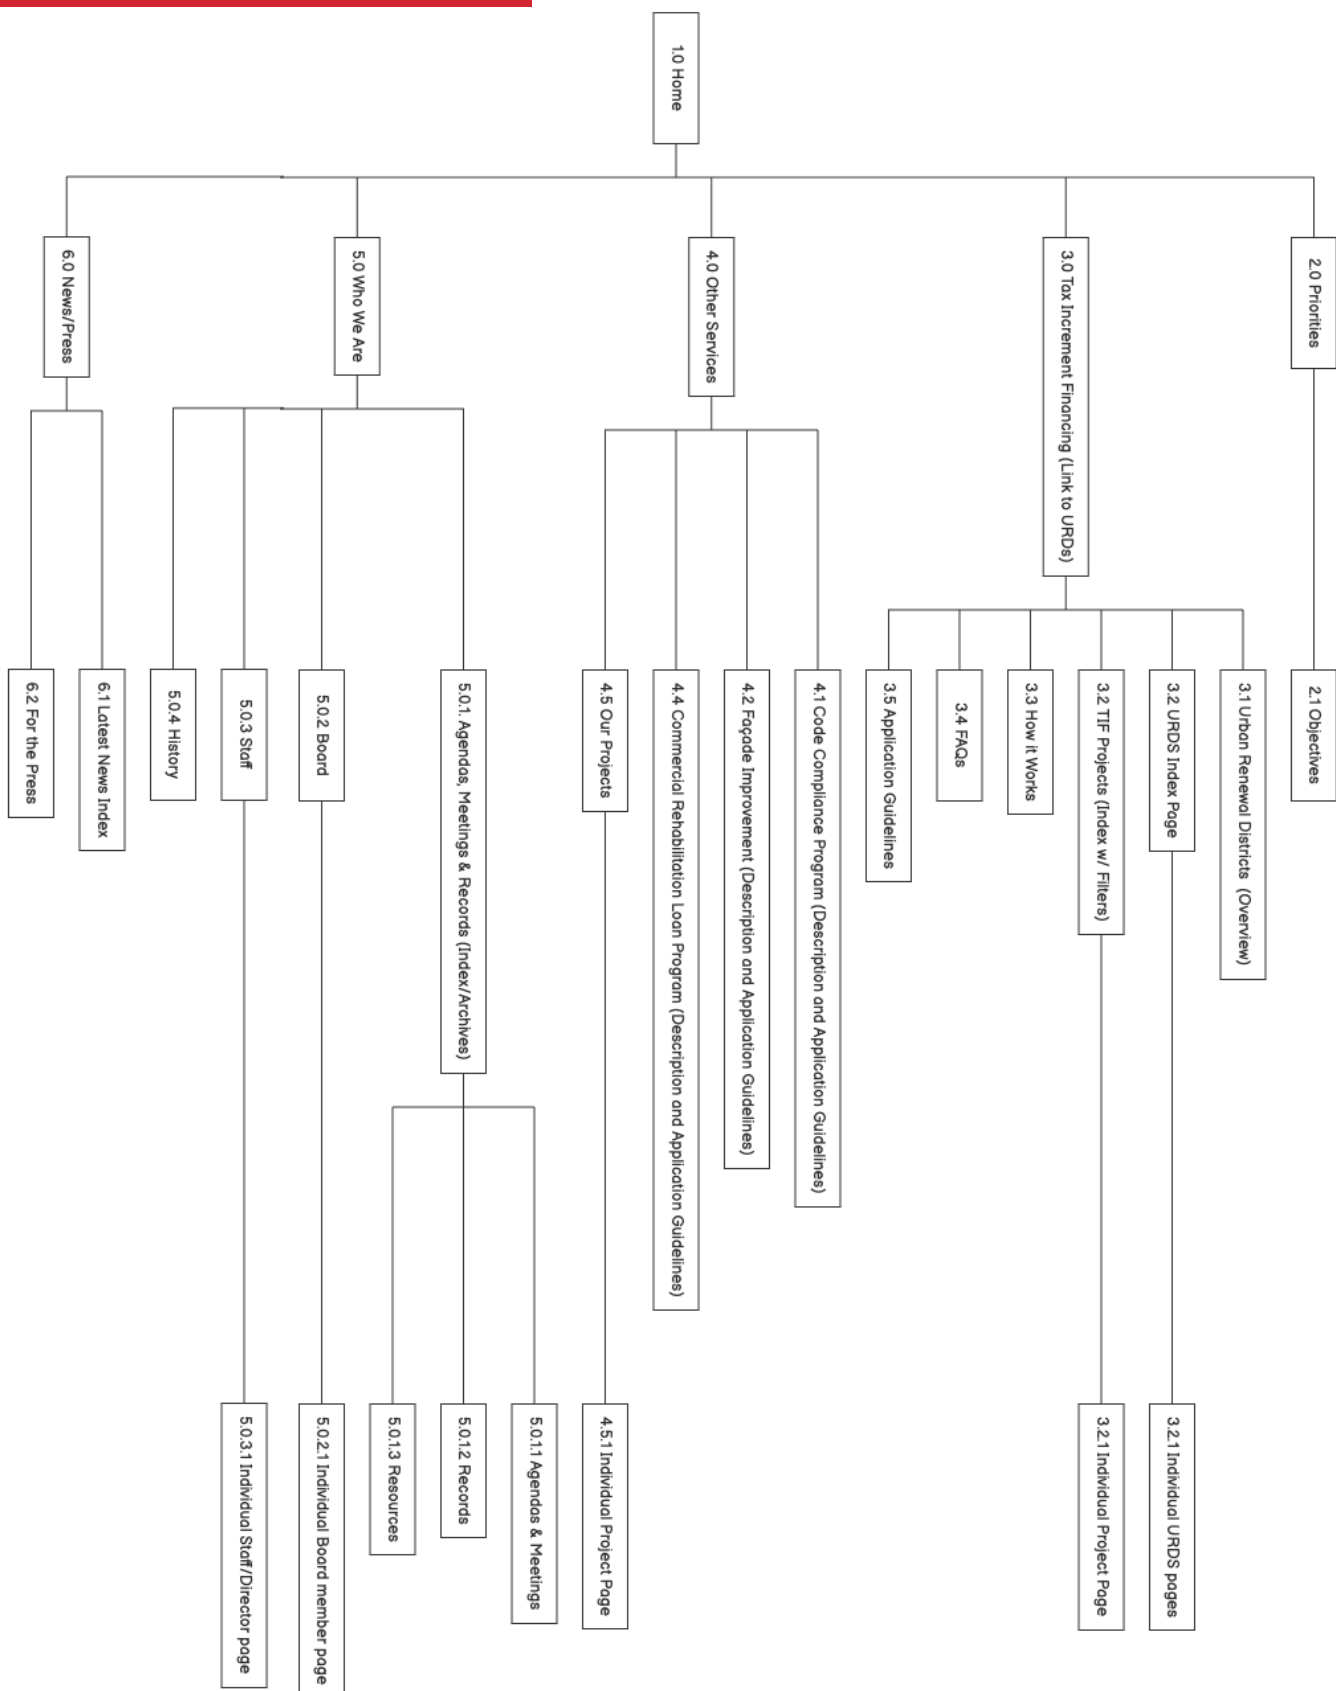 1.0 Home
2.0 Priorities
2.1 Objectives
3.0 Tax Increment Financing (Link to URDs)
3.1 Urban Renewal Districts (Overview)
3.2 URDS Index Page
3.2.1 Individual URDS pages
3.2 TIF Projects (Index w/ Filters)
3.2.1 Individual Project Page
3.3 How it Works
3.4 FAQs
3.5 Application Guidelines
4.0 Other Services
4.1 Code Compliance Program (Description and Application Guidelines)
4.2 Façade Improvement (Description and Application Guidelines)
4.4 Commercial Rehabilitation Loan Program (Description and Application Guidelines)
4.5 Our Projects
4.5.1 Individual Project Page
5.0 Who We Are
5.0.1. Agendas, Meetings & Records (Index/Archives)
5.0.1.1 Agendas & Meetings
5.0.1.2 Records
5.0.1.3 Resources
5.0.2 Board
5.0.2.1 Individual Board member page
5.0.3 Staff
5.0.3.1 Individual Staff/Director page
5.0.4 History
6.0 News/Press
6.1 Latest News Index
6.2 For the Press